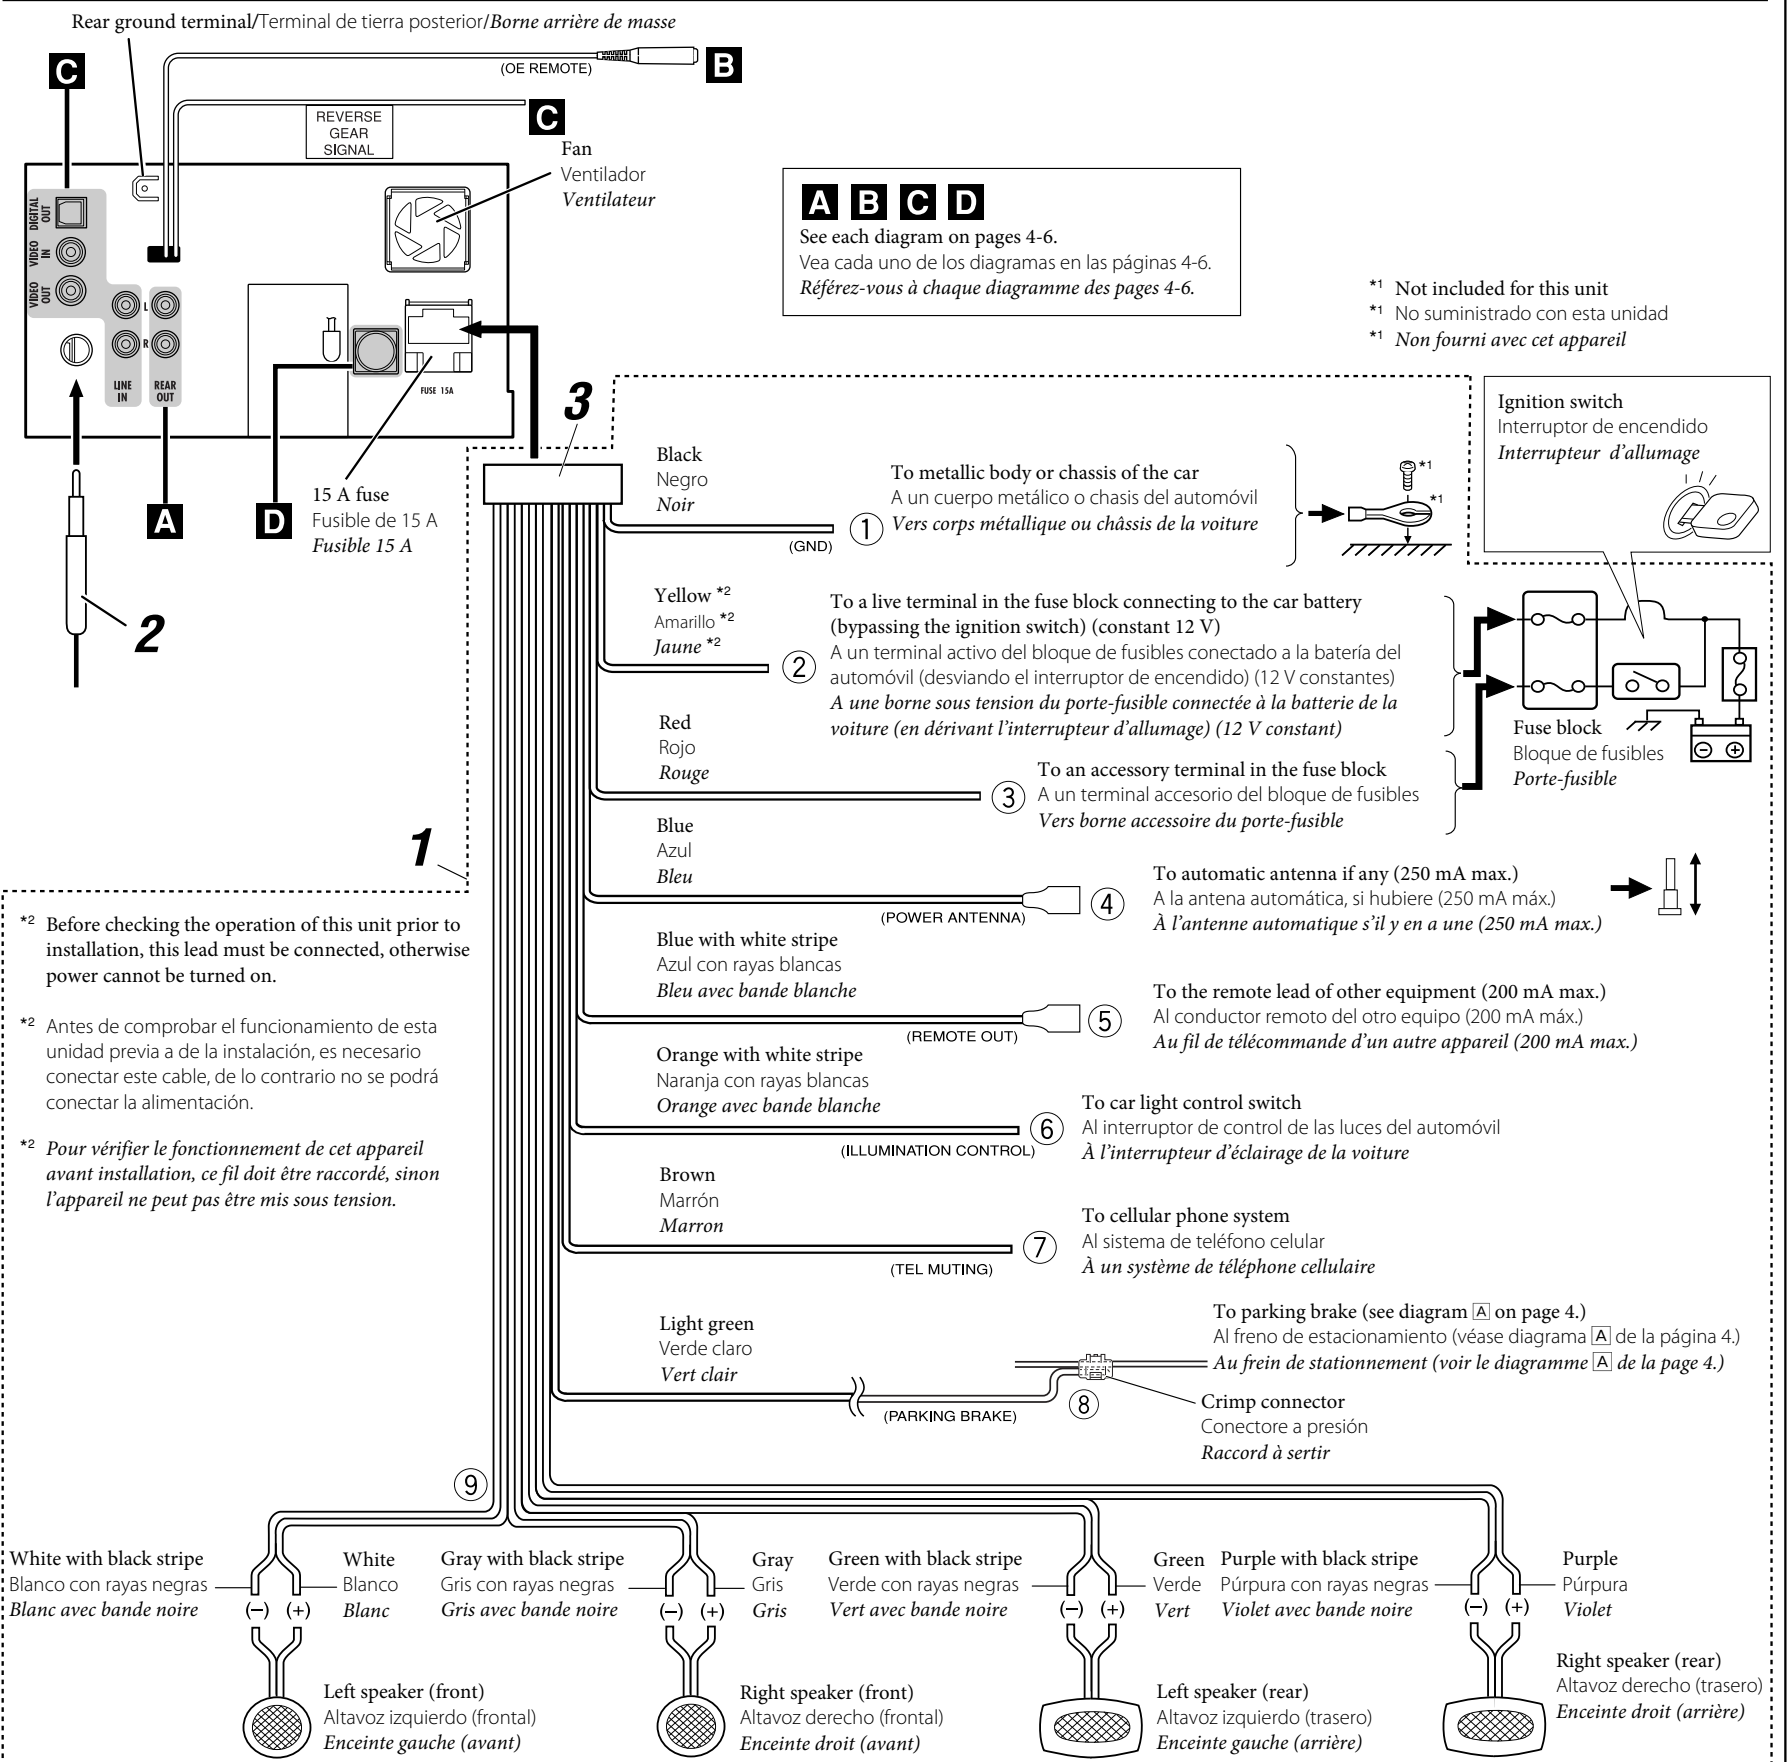 Rear ground terminal/Terminal de tierra posterior/Borne arrière de masse
C
(OE REMOTE)
B
REVERSE
GEAR
SIGNAL
C
Fan
Ventilador
Ventilateur
DIGITAL
OUT
VIDEO
IN
VIDEO
OUT
L
R
LINE
IN
REAR
OUT
FUSE 15A
A B C D
See each diagram on pages 4-6.
Vea cada uno de los diagramas en las páginas 4-6.
Référez-vous à chaque diagramme des pages 4-6.
*1 Not included for this unit
*1 No suministrado con esta unidad
*1 Non fourni avec cet appareil
A
D
15 A fuse
Fusible de 15 A
Fusible 15 A
2
3
1
Ignition switch
Interruptor de encendido
Interrupteur d'allumage
Black
Negro
Noir
(GND)
①
To metallic body or chassis of the car
A un cuerpo metálico o chasis del automóvil
Vers corps métallique ou châssis de la voiture
*1
*1
Yellow *2
Amarillo *2
Jaune *2
②
To a live terminal in the fuse block connecting to the car battery
(bypassing the ignition switch) (constant 12 V)
A un terminal activo del bloque de fusibles conectado a la batería del
automóvil (desviando el interruptor de encendido) (12 V constantes)
A une borne sous tension du porte-fusible connectée à la batterie de la
voiture (en dérivant l'interrupteur d'allumage) (12 V constant)
Fuse block
Bloque de fusibles
Porte-fusible
Red
Rojo
Rouge
③
To an accessory terminal in the fuse block
A un terminal accesorio del bloque de fusibles
Vers borne accessoire du porte-fusible
Blue
Azul
Bleu
(POWER ANTENNA)
④
To automatic antenna if any (250 mA max.)
A la antena automática, si hubiere (250 mA máx.)
À l'antenne automatique s'il y en a une (250 mA max.)
Blue with white stripe
Azul con rayas blancas
Bleu avec bande blanche
(REMOTE OUT)
⑤
To the remote lead of other equipment (200 mA max.)
Al conductor remoto del otro equipo (200 mA máx.)
Au fil de télécommande d'un autre appareil (200 mA max.)
Orange with white stripe
Naranja con rayas blancas
Orange avec bande blanche
(ILLUMINATION CONTROL)
⑥
To car light control switch
Al interruptor de control de las luces del automóvil
À l'interrupteur d'éclairage de la voiture
Brown
Marrón
Marron
(TEL MUTING)
⑦
To cellular phone system
Al sistema de teléfono celular
À un système de téléphone cellulaire
Light green
Verde claro
Vert clair
(PARKING BRAKE)
⑧
To parking brake (see diagram A on page 4.)
Al freno de estacionamiento (véase diagrama A de la página 4.)
Au frein de stationnement (voir le diagramme A de la page 4.)
Crimp connector
Conectore a presión
Raccord à sertir
*2 Before checking the operation of this unit prior to
installation, this lead must be connected, otherwise
power cannot be turned on.
*2 Antes de comprobar el funcionamiento de esta
unidad previa a de la instalación, es necesario
conectar este cable, de lo contrario no se podrá
conectar la alimentación.
*2 Pour vérifier le fonctionnement de cet appareil
avant installation, ce fil doit être raccordé, sinon
l'appareil ne peut pas être mis sous tension.
⑨
White with black stripe
Blanco con rayas negras
Blanc avec bande noire
(−) (+)
White
Blanco
Blanc
Gray with black stripe
Gris con rayas negras
Gris avec bande noire
(−) (+)
Gray
Gris
Gris
Green with black stripe
Verde con rayas negras
Vert avec bande noire
(−) (+)
Green
Verde
Vert
Purple with black stripe
Púrpura con rayas negras
Violet avec bande noire
(−) (+)
Purple
Púrpura
Violet
Left speaker (front)
Altavoz izquierdo (frontal)
Enceinte gauche (avant)
Right speaker (front)
Altavoz derecho (frontal)
Enceinte droit (avant)
Left speaker (rear)
Altavoz izquierdo (trasero)
Enceinte gauche (arrière)
Right speaker (rear)
Altavoz derecho (trasero)
Enceinte droit (arrière)